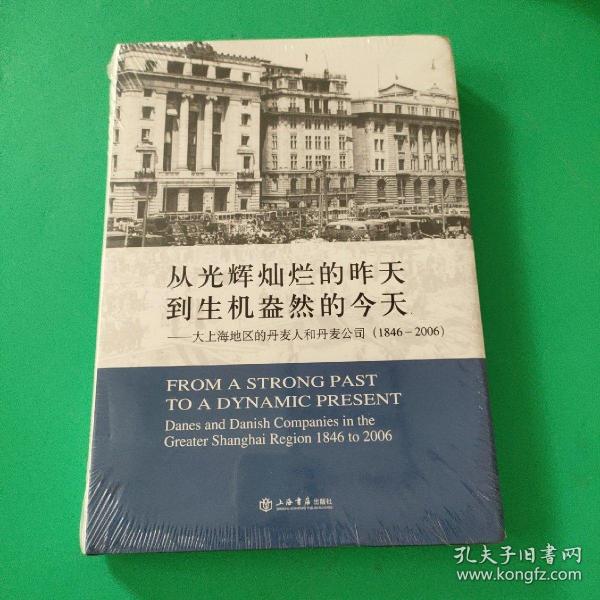 从光辉灿烂的昨天
到生机盎然的今天
——大上海地区的丹麦人和丹麦公司(1846-2006)
FROM A STRONG PAST
TO A DYNAMIC PRESENT
Danes and Danish Companies in the
Greater Shanghai Region 1846 to 2006
上海书店出版社
孔夫子旧书网
www.kongfz.com